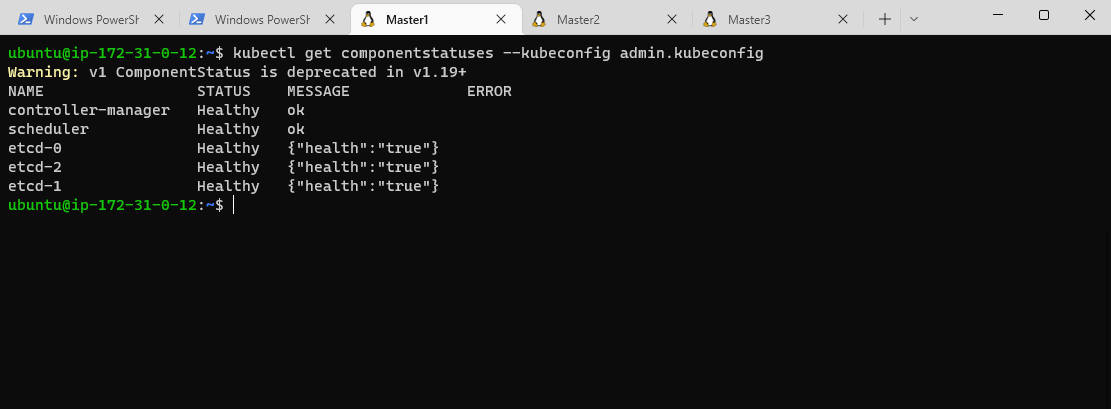 Windows PowerSh Windows PowerSh Master1 Master2 Master3
ubuntu@ip-172-31-0-12:~$ kubectl get componentstatuses --kubeconfig admin.kubeconfig
Warning: v1 ComponentStatus is deprecated in v1.19+
NAME                 STATUS    MESSAGE             ERROR
controller-manager   Healthy   ok
scheduler            Healthy   ok
etcd-0               Healthy   {"health":"true"}
etcd-2               Healthy   {"health":"true"}
etcd-1               Healthy   {"health":"true"}
ubuntu@ip-172-31-0-12:~$